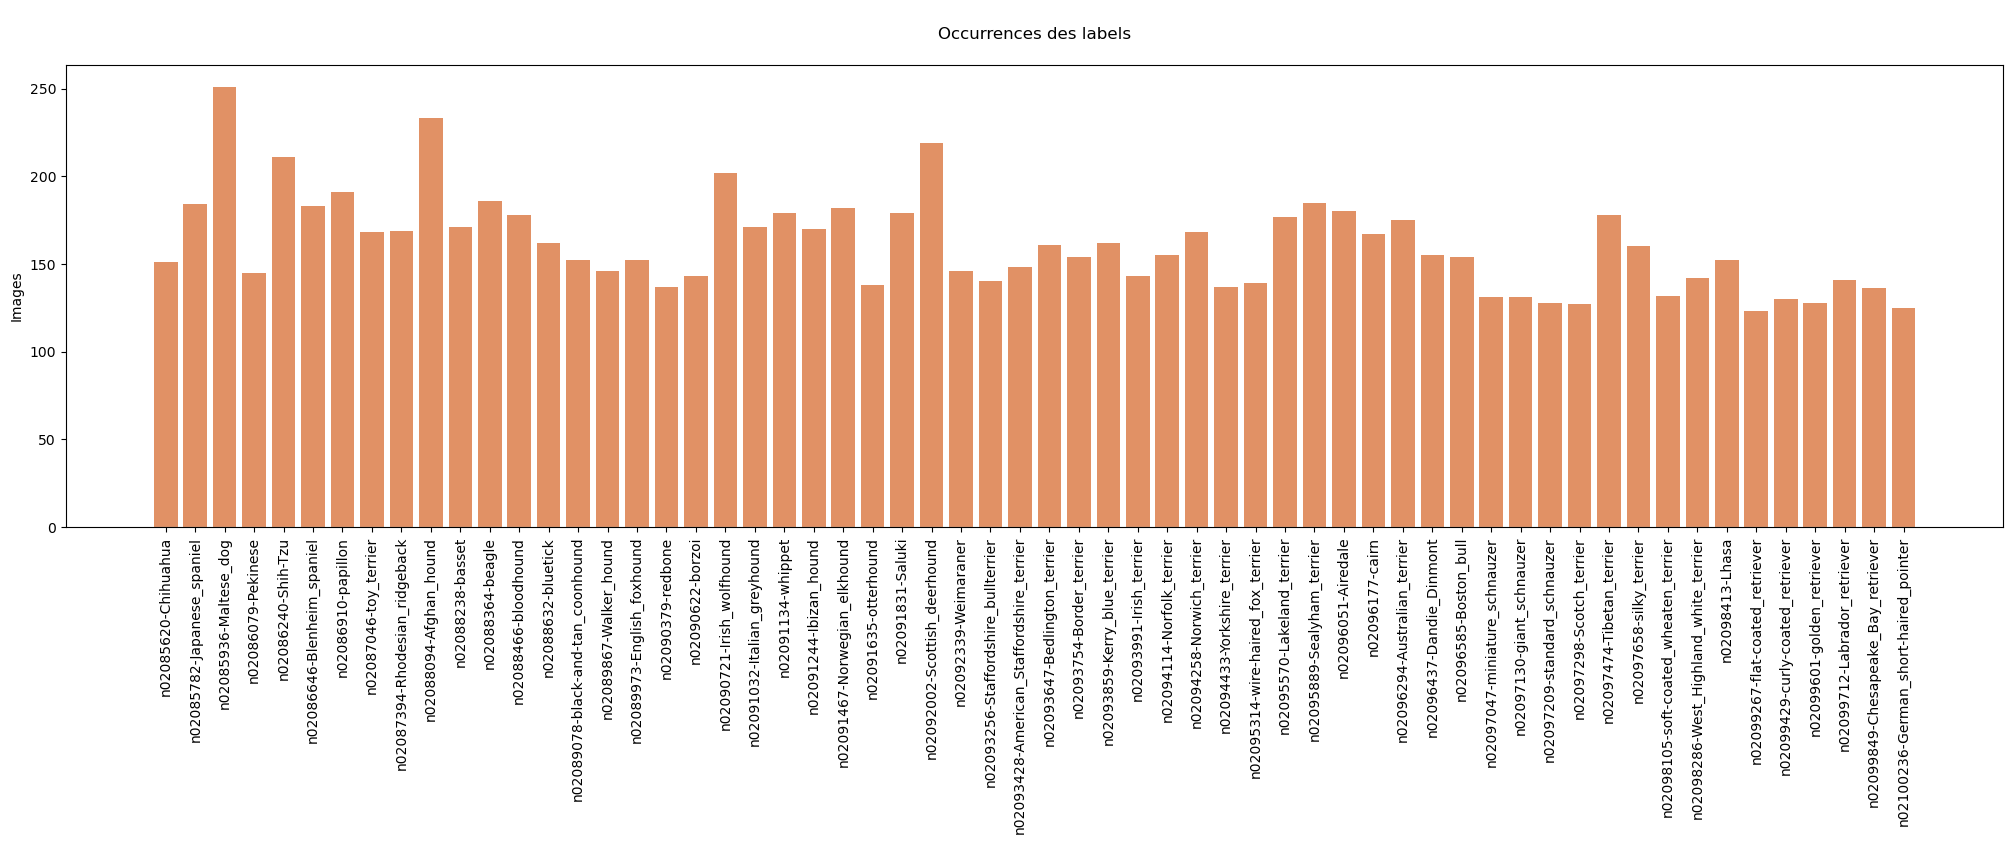 Occurrences des labels
Images
250
200
150
100
50
0
n02085620-Chihuahua
n02085782-Japanese_spaniel
n02085936-Maltese_dog
n02086079-Pekinese
n02086240-Shih-Tzu
n02086646-Blenheim_spaniel
n02086910-papillon
n02087046-toy_terrier
n02087394-Rhodesian_ridgeback
n02088094-Afghan_hound
n02088238-basset
n02088364-beagle
n02088466-bloodhound
n02088632-bluetick
n02089078-black-and-tan_coonhound
n02089867-Walker_hound
n02089973-English_foxhound
n02090379-redbone
n02090622-borzoi
n02090721-Irish_wolfhound
n02091032-Italian_greyhound
n02091134-whippet
n02091244-Ibizan_hound
n02091467-Norwegian_elkhound
n02091635-otterhound
n02091831-Saluki
n02092002-Scottish_deerhound
n02092339-Weimaraner
n02093256-Staffordshire_bullterrier
n02093428-American_Staffordshire_terrier
n02093647-Bedlington_terrier
n02093754-Border_terrier
n02093859-Kerry_blue_terrier
n02093991-Irish_terrier
n02094114-Norfolk_terrier
n02094258-Norwich_terrier
n02094433-Yorkshire_terrier
n02095314-wire-haired_fox_terrier
n02095570-Lakeland_terrier
n02095889-Sealyham_terrier
n02096051-Airedale
n02096177-cairn
n02096294-Australian_terrier
n02096437-Dandie_Dinmont
n02096585-Boston_bull
n02097047-miniature_schnauzer
n02097130-giant_schnauzer
n02097209-standard_schnauzer
n02097298-Scotch_terrier
n02097474-Tibetan_terrier
n02097658-silky_terrier
n02098105-soft-coated_wheaten_terrier
n02098286-West_Highland_white_terrier
n02098413-Lhasa
n02099267-flat-coated_retriever
n02099429-curly-coated_retriever
n02099601-golden_retriever
n02099712-Labrador_retriever
n02099849-Chesapeake_Bay_retriever
n02100236-German_short-haired_pointer